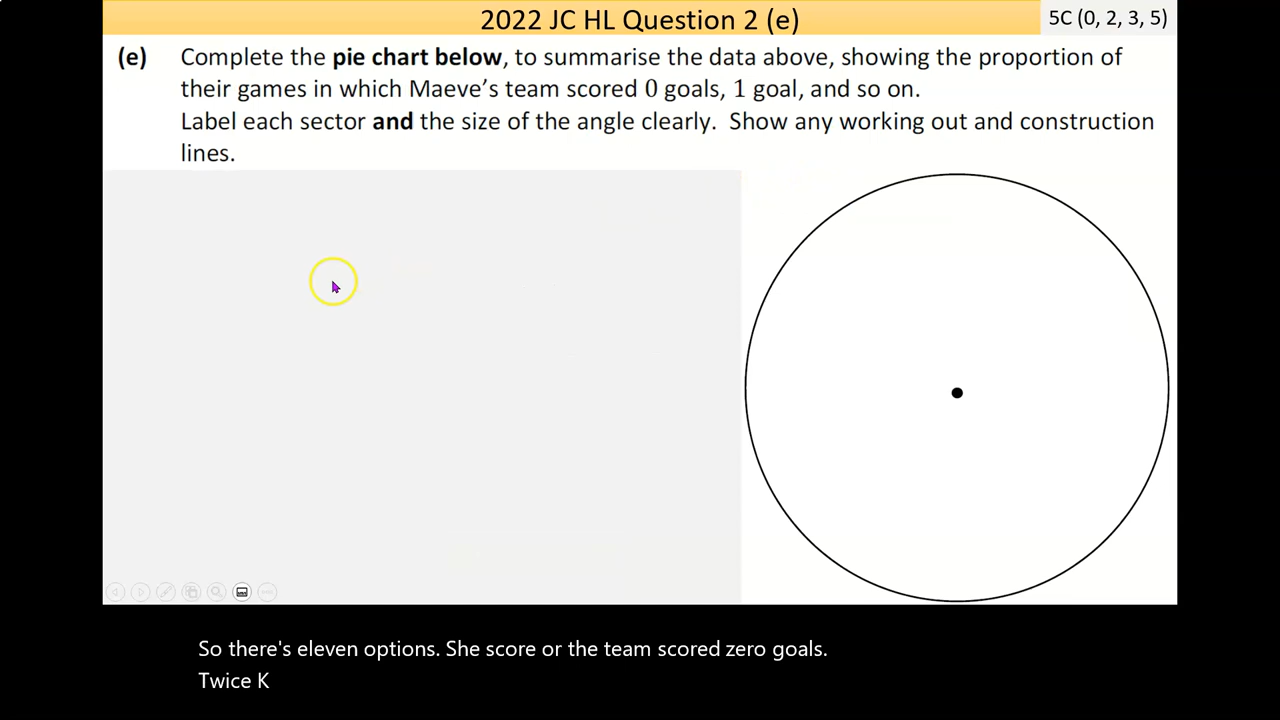 2022 JC HL Question 2 (e)
5C (0, 2, 3, 5)
(e) Complete the pie chart below, to summarise the data above, showing the proportion of
their games in which Maeve's team scored 0 goals, 1 goal, and so on.
Label each sector and the size of the angle clearly. Show any working out and construction
lines.
So there's eleven options. She score or the team scored zero goals.
Twice K